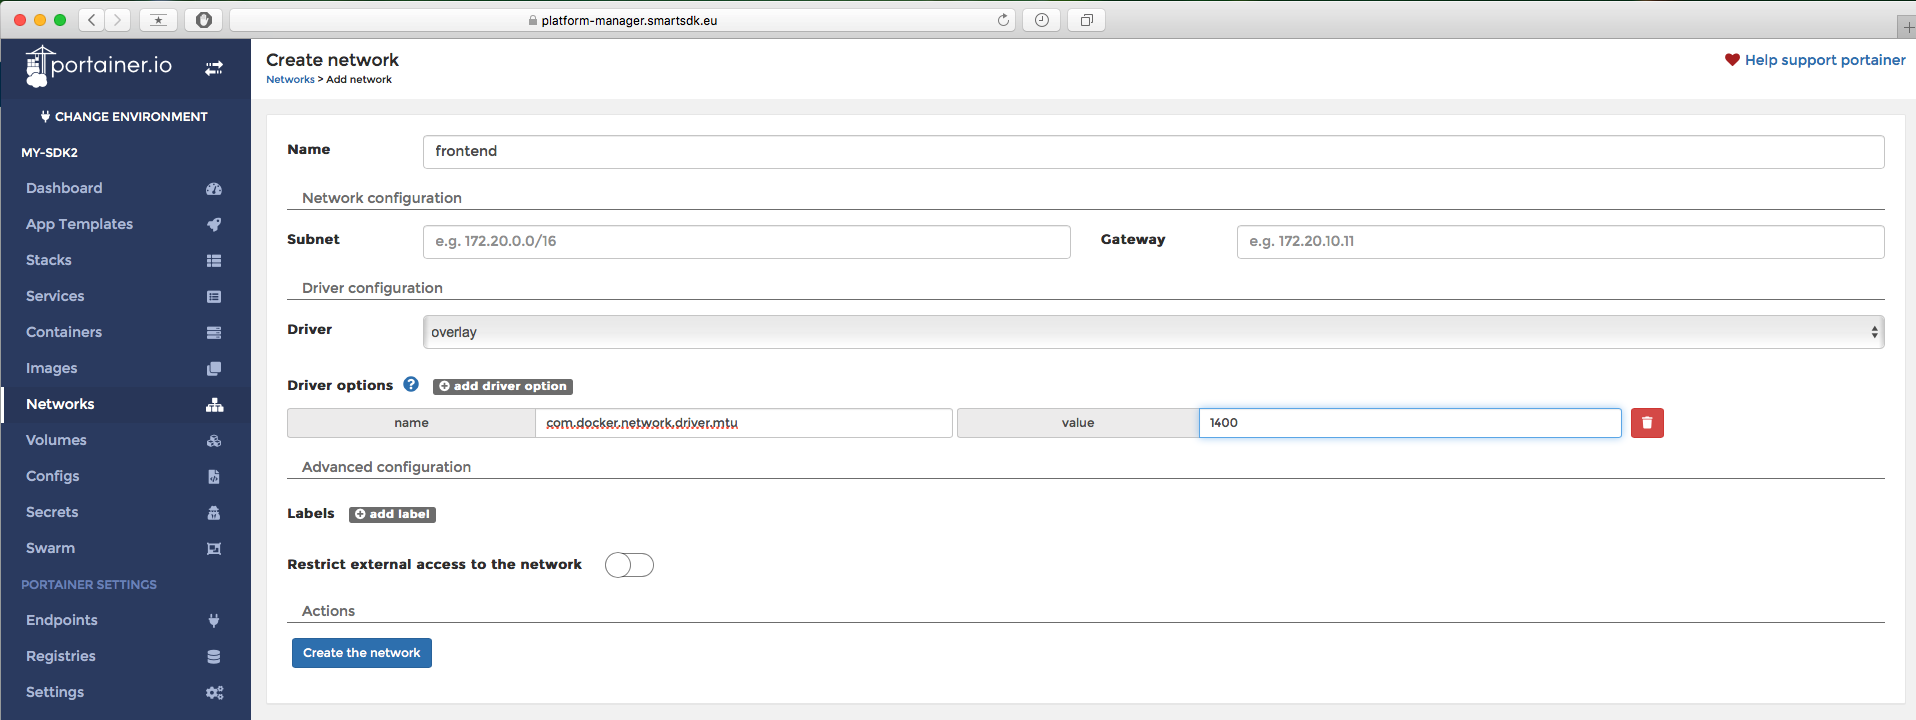 platform-manager.smartsdk.eu
portainer.io
CHANGE ENVIRONMENT
MY-SDK2
Dashboard
App Templates
Stacks
Services
Containers
Images
Networks
Volumes
Configs
Secrets
Swarm
PORTAINER SETTINGS
Endpoints
Registries
Settings
Create network
Networks > Add network
Help support portainer
Name frontend
Network configuration
Subnet e.g. 172.20.0.0/16 Gateway e.g. 172.20.10.11
Driver configuration
Driver overlay
Driver options ? add driver option
name com.docker.network.driver.mtu value 1400
Advanced configuration
Labels add label
Restrict external access to the network
Actions
Create the network